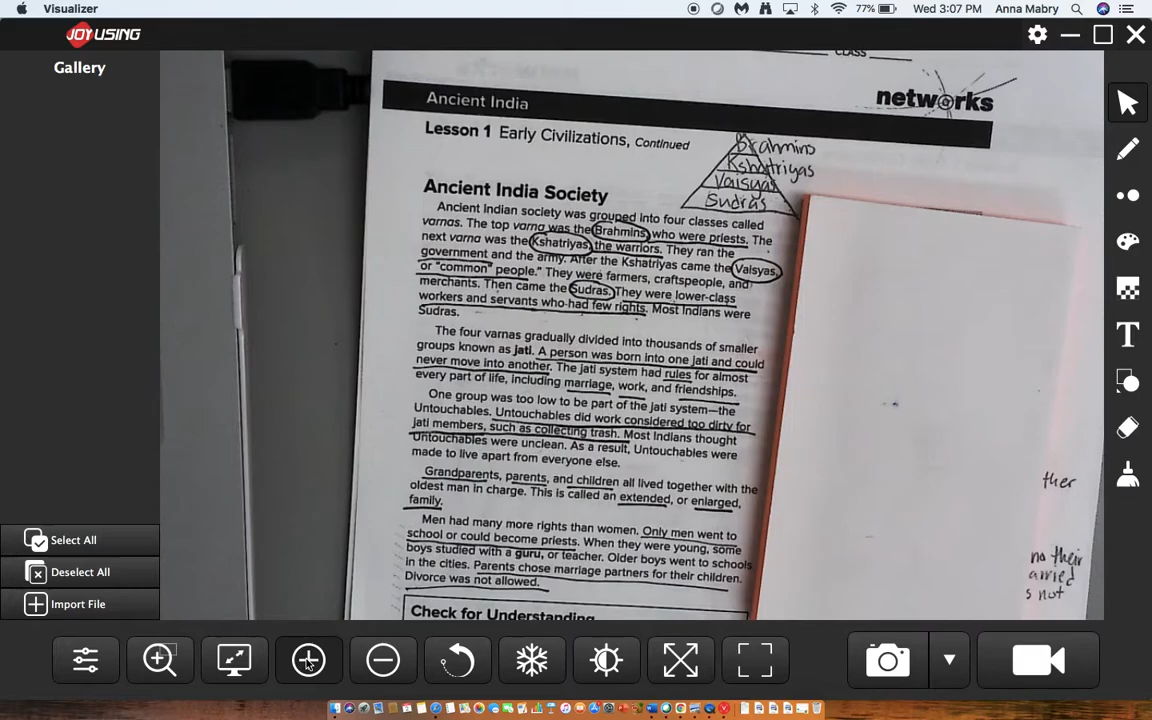 Visualizer
77%
Wed 3:07 PM
Anna Mabry
JOYUSING
Gallery
CLASS
Ancient India
networks
Lesson 1 Early Civilizations, Continued
Brahmins
Kshatriyas
Vaisyas
Sudras
Ancient India Society
Ancient Indian society was grouped into four classes called
varnas. The top varna was the Brahmins, who were priests. The
next varna was the Kshatriyas, the warriors. They ran the
government and the army. After the Kshatriyas came the Vaisyas,
or "common" people." They were farmers, craftspeople, and
merchants. Then came the Sudras. They were lower-class
workers and servants who had few rights. Most Indians were
Sudras.
The four varnas gradually divided into thousands of smaller
groups known as jati. A person was born into one jati and could
never move into another. The jati system had rules for almost
every part of life, including marriage, work, and friendships.
One group was too low to be part of the jati system—the
Untouchables. Untouchables did work considered too dirty for
jati members, such as collecting trash. Most Indians thought
Untouchables were unclean. As a result, Untouchables were
made to live apart from everyone else.
Grandparents, parents, and children all lived together with the
oldest man in charge. This is called an extended, or enlarged,
family.
Men had many more rights than women. Only men went to
school or could become priests. When they were young, some
boys studied with a guru, or teacher. Older boys went to schools
in the cities. Parents chose marriage partners for their children.
Divorce was not allowed.
Check for Understanding
ther
no their
arried
s not
Select All
Deselect All
Import File
T